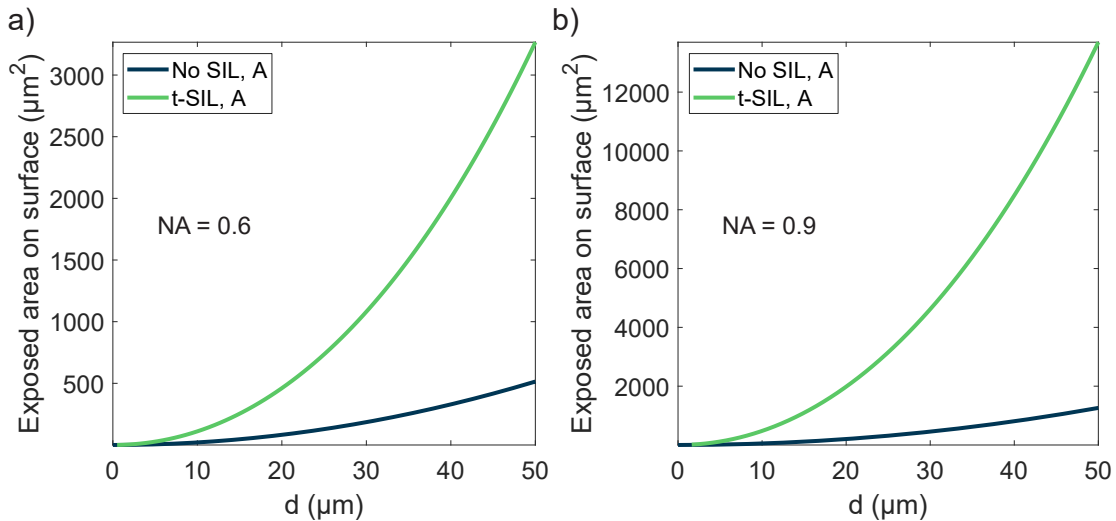 a)
Exposed area on surface (µm²)
3000
2500
2000
1500
1000
500
0
10
20
30
40
50
d (µm)
No SIL, A
t-SIL, A
NA = 0.6
b)
Exposed area on surface (µm²)
12000
10000
8000
6000
4000
2000
0
10
20
30
40
50
d (µm)
No SIL, A
t-SIL, A
NA = 0.9